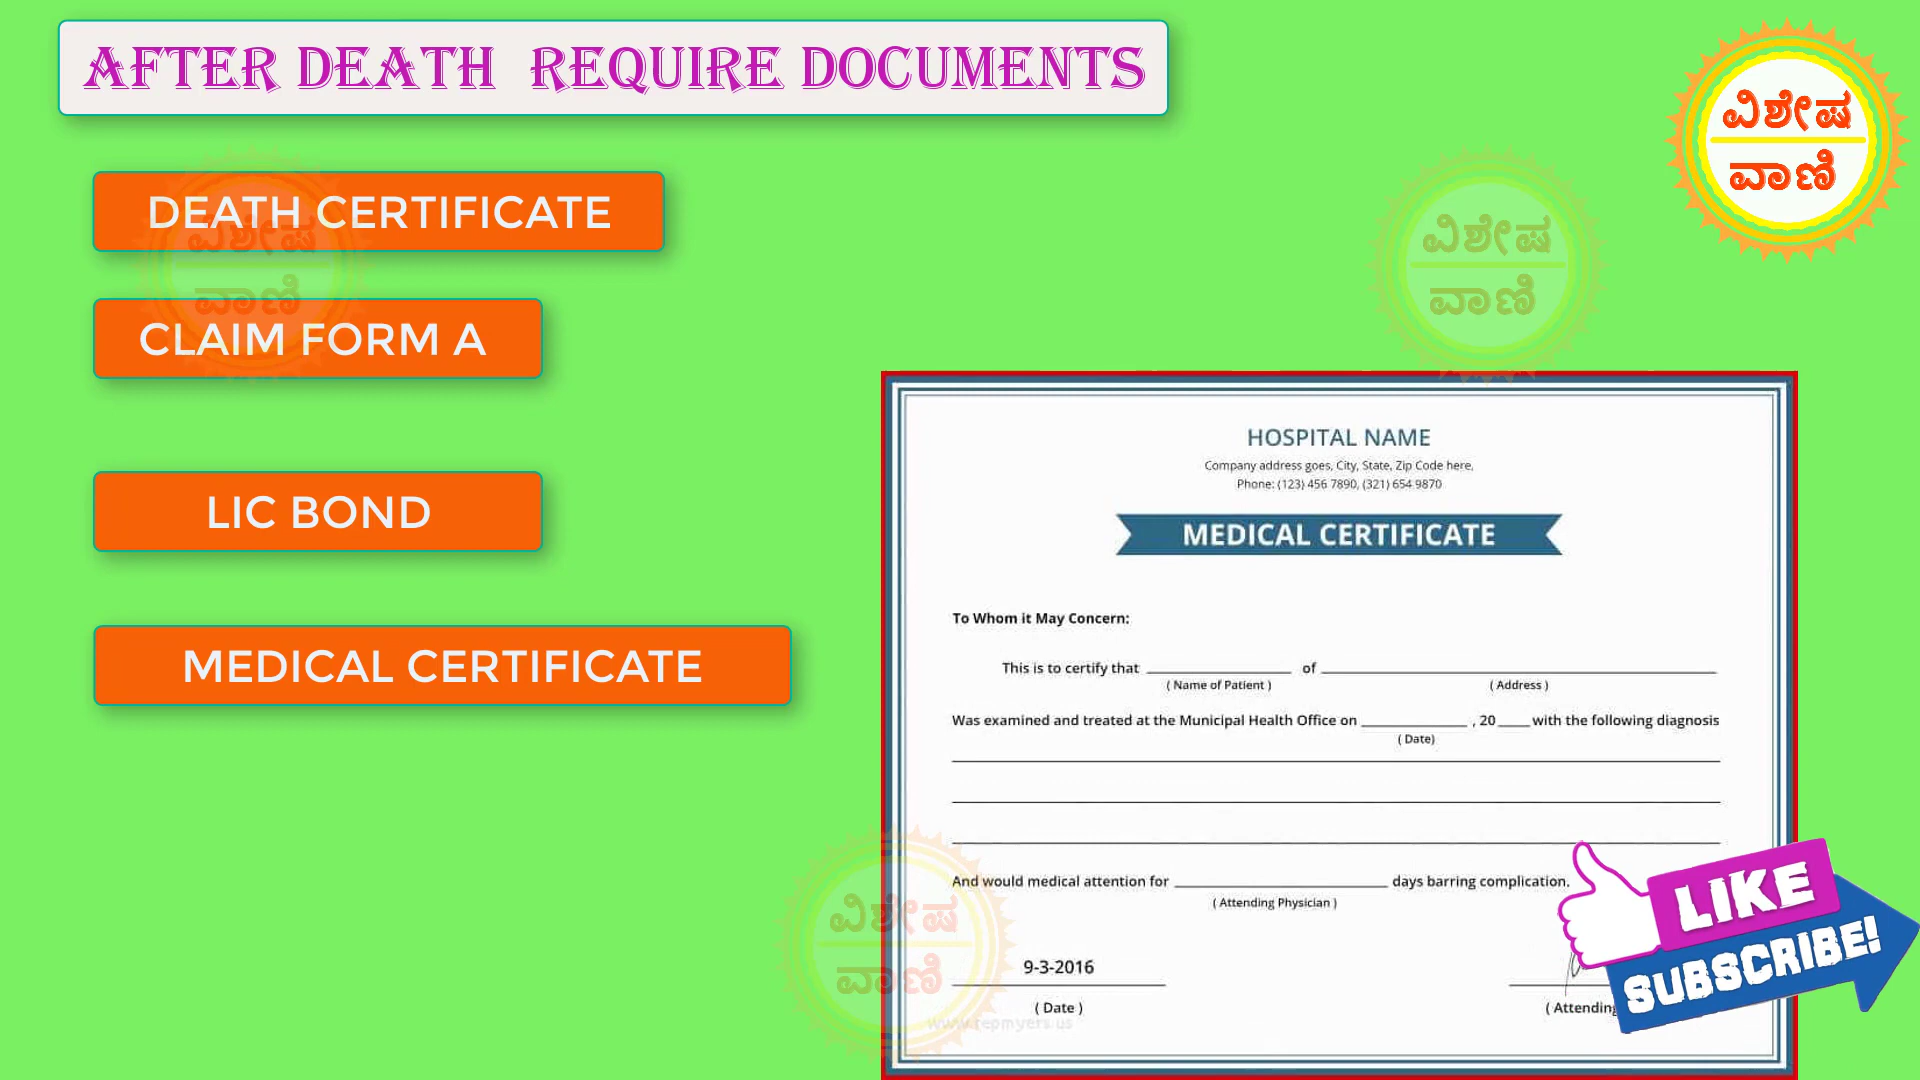 AFTER DEATH REQUIRE DOCUMENTS
ವಿಶೇಷ
ವಾಣಿ
DEATH CERTIFICATE
ವಿಶೇಷ
ವಾಣಿ
ವಿಶೇಷ
ವಾಣಿ
CLAIM FORM A
LIC BOND
MEDICAL CERTIFICATE
HOSPITAL NAME
Company address goes, City, State, Zip Code here,
Phone: (123) 456 7890, (321) 654 9870
MEDICAL CERTIFICATE
To Whom it May Concern:
This is to certify that of
( Name of Patient ) ( Address )
Was examined and treated at the Municipal Health Office on , 20 with the following diagnosis
( Date)
And would medical attention for days barring complication.
( Attending Physician )
ವಿಶೇಷ
ವಾಣಿ
LIKE
SUBSCRIBE!
9-3-2016
( Date ) ( Attending
www.repmyers.us